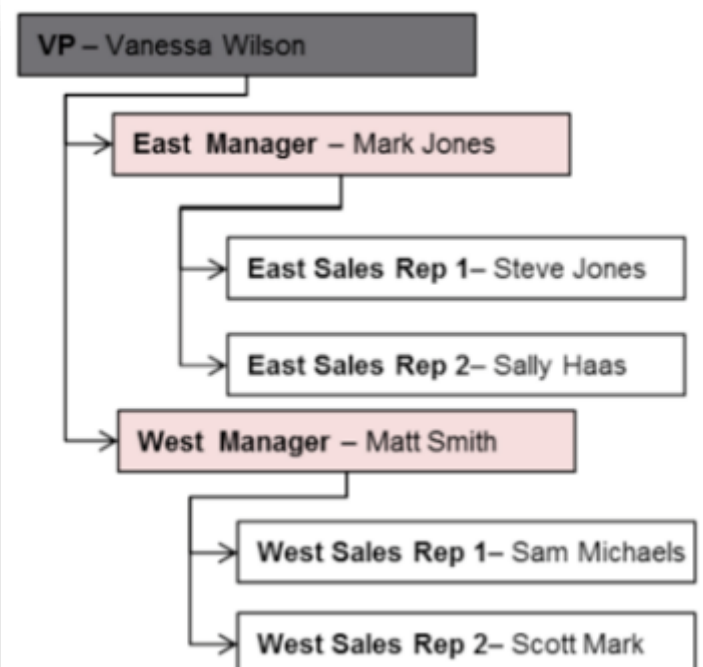 VP – Vanessa Wilson
East Manager – Mark Jones
East Sales Rep 1– Steve Jones
East Sales Rep 2– Sally Haas
West Manager – Matt Smith
West Sales Rep 1– Sam Michaels
West Sales Rep 2– Scott Mark